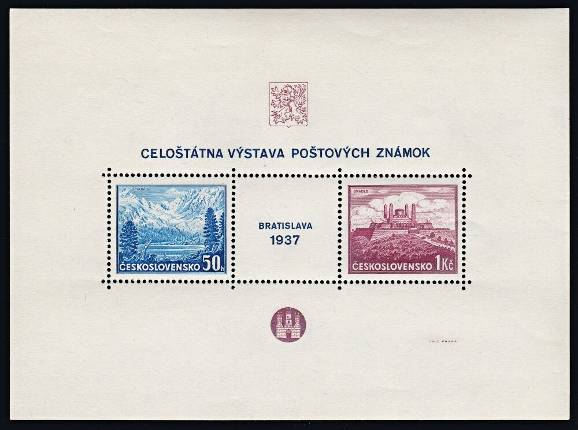 CELOŠTÁTNA VÝSTAVA POŠTOVÝCH ZNÁMOK
ČESKOSLOVENSKO 50h
BRATISLAVA
1937
ČESKOSLOVENSKO 1Kč